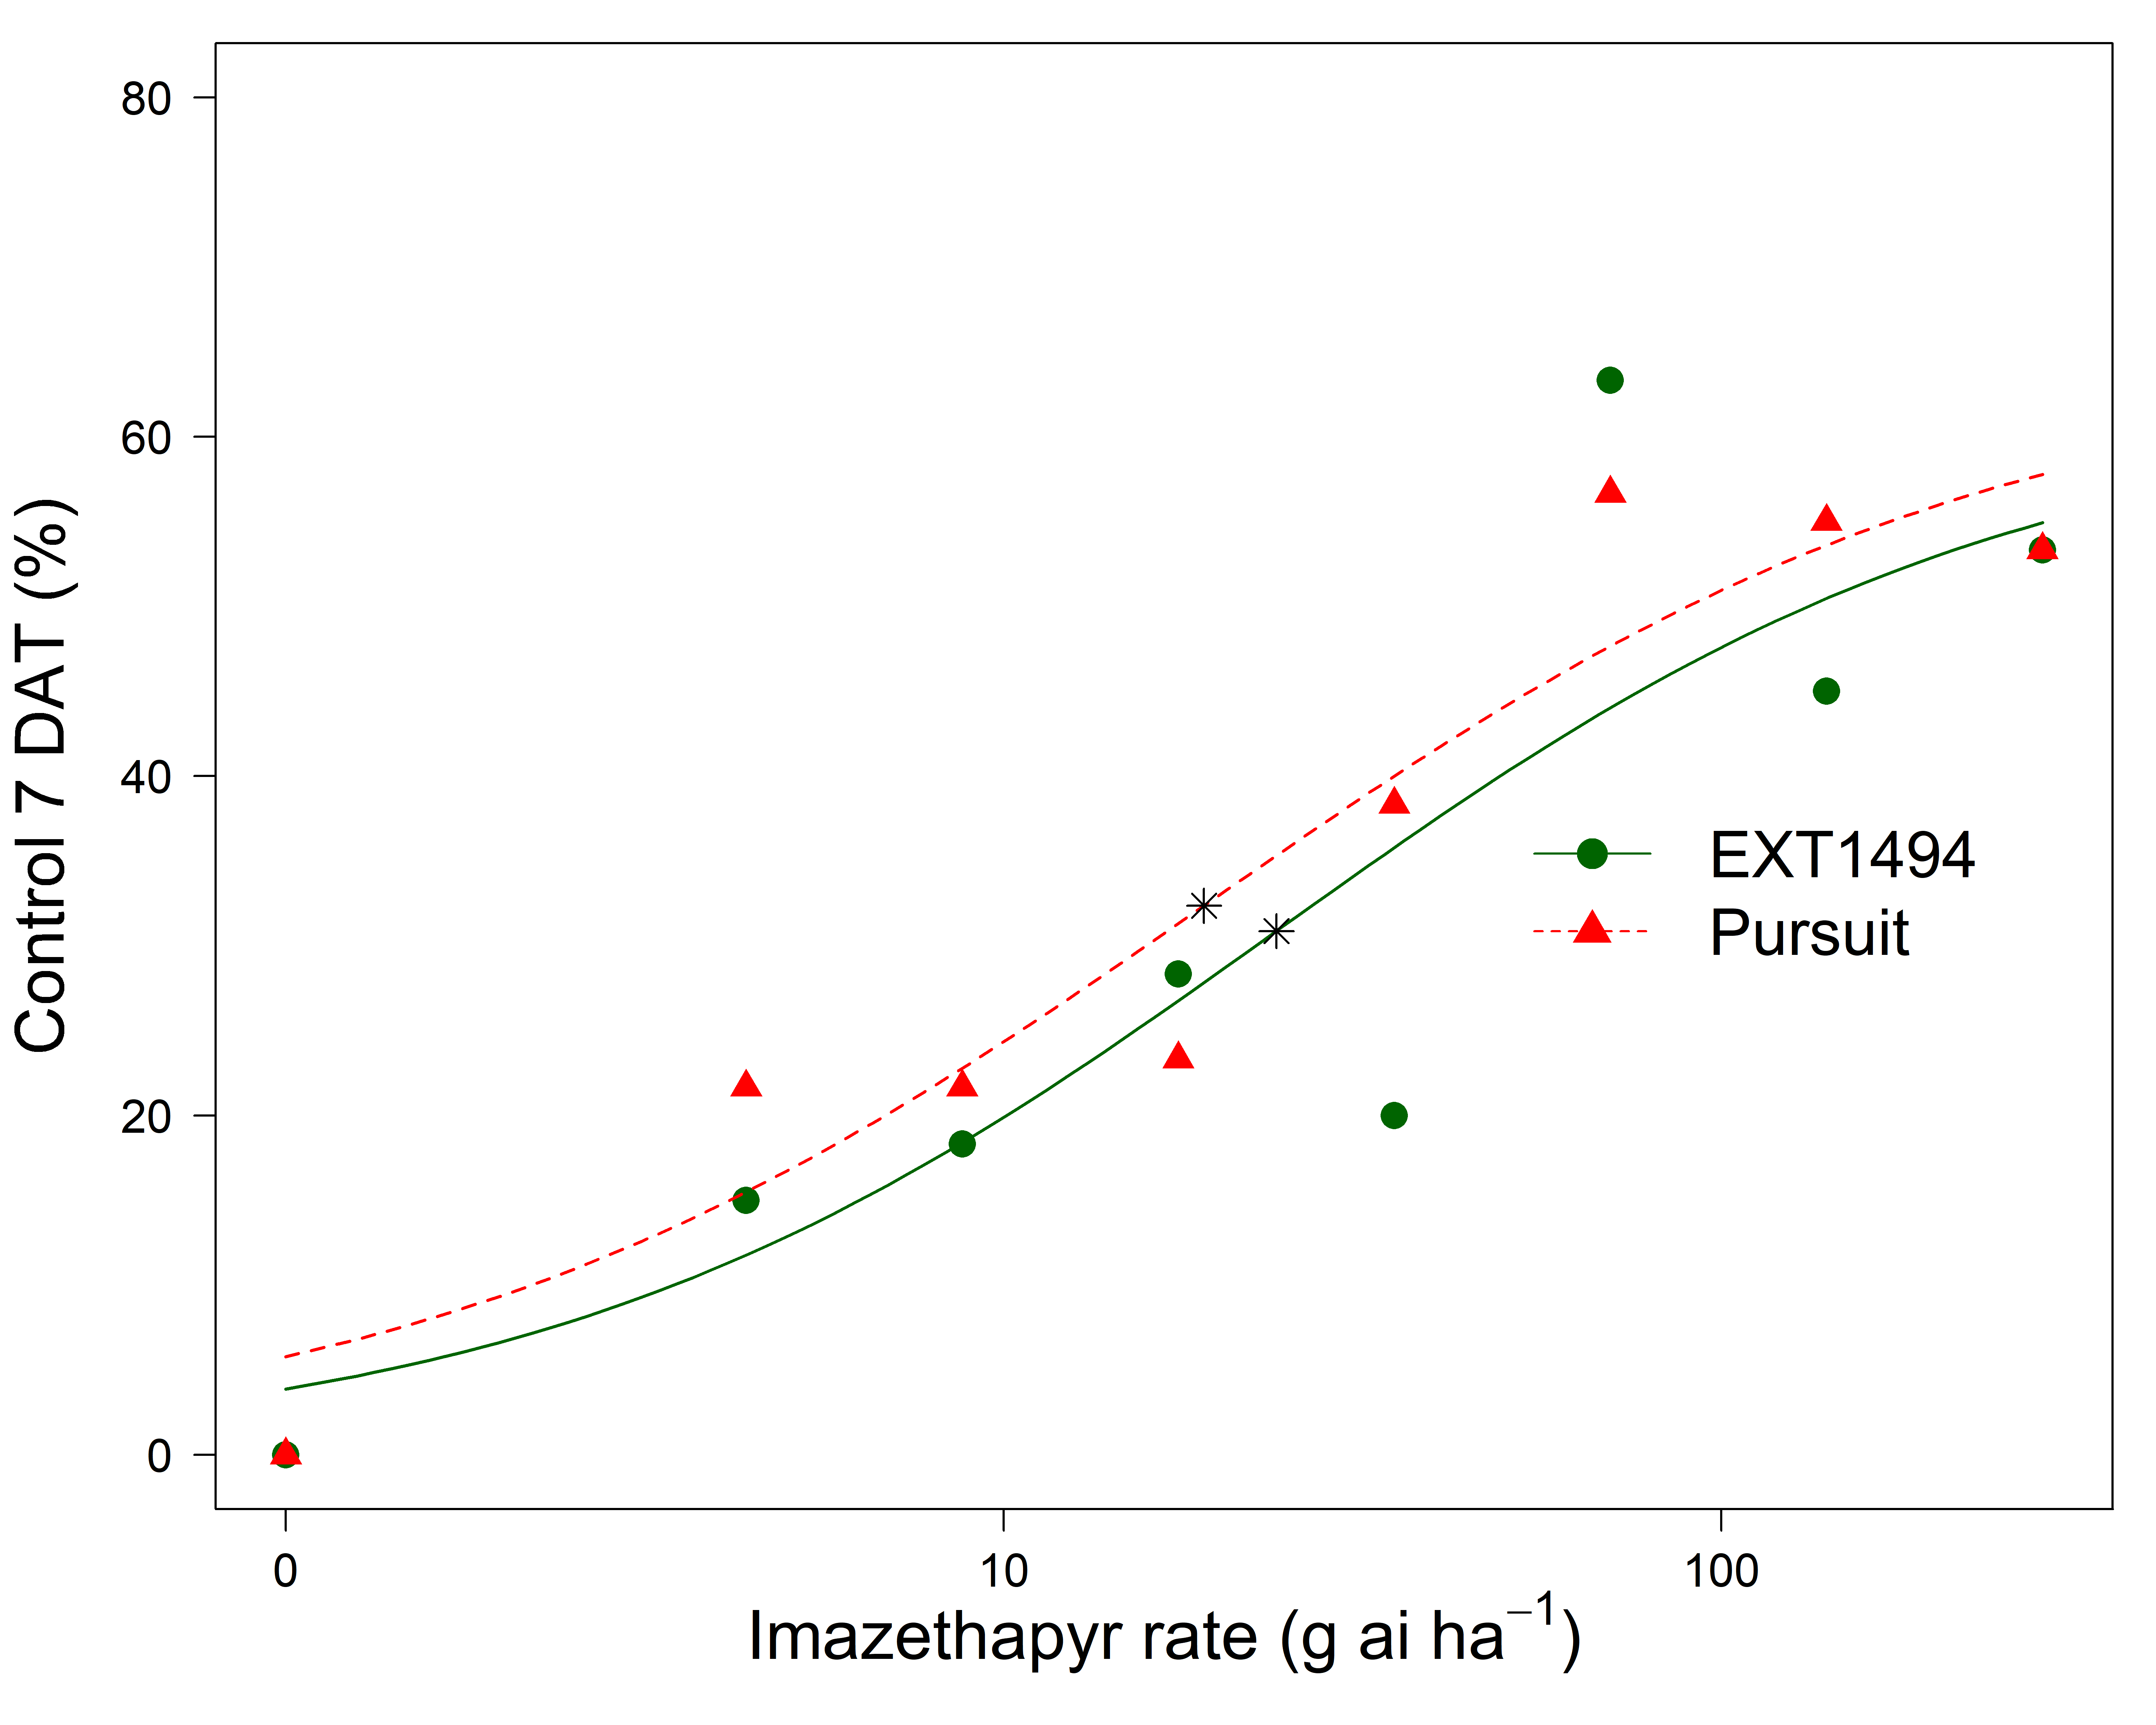 Control 7 DAT (%)
80
60
40
20
0
EXT1494
Pursuit
0 10 100
Imazethapyr rate (g ai ha⁻¹)